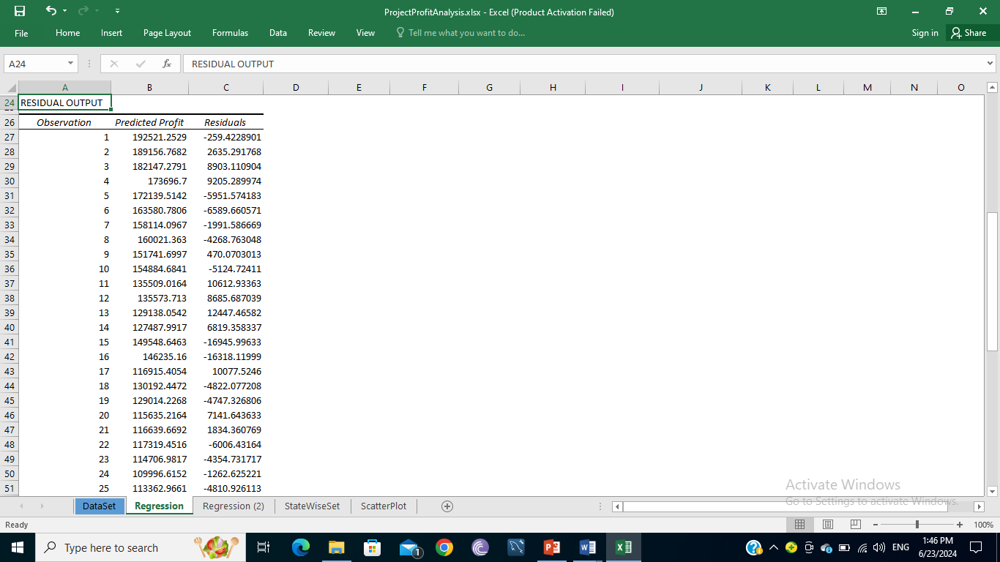 ProjectProfitAnalysis.xlsx - Excel (Product Activation Failed)
File Home Insert Page Layout Formulas Data Review View Tell me what you want to do... Sign in Share
A24 fx RESIDUAL OUTPUT
A B C D E F G H I J K L M N O
24 RESIDUAL OUTPUT
26 Observation Predicted Profit Residuals
27 1 192521.2529 -259.4228901
28 2 189156.7682 2635.291768
29 3 182147.2791 8903.110904
30 4 173696.7 9205.289974
31 5 172139.5142 -5951.574183
32 6 163580.7806 -6589.660571
33 7 158114.0967 -1991.586669
34 8 160021.363 -4268.763048
35 9 151741.6997 470.0703013
36 10 154884.6841 -5124.72411
37 11 135509.0164 10612.93363
38 12 135573.713 8685.687039
39 13 129138.0542 12447.46582
40 14 127487.9917 6819.358337
41 15 149548.6463 -16945.99633
42 16 146235.16 -16318.11999
43 17 116915.4054 10077.5246
44 18 130192.4472 -4822.077208
45 19 129014.2268 -4747.326806
46 20 115635.2164 7141.643633
47 21 116639.6692 1834.360769
48 22 117319.4516 -6006.43164
49 23 114706.9817 -4354.731717
50 24 109996.6152 -1262.625221
51 25 113362.9661 -4810.926113
Activate Windows
Go to Settings to activate Windows.
DataSet Regression Regression (2) StateWiseSet ScatterPlot
Ready 100%
Type here to search 1 ENG 1:46 PM
6/23/2024